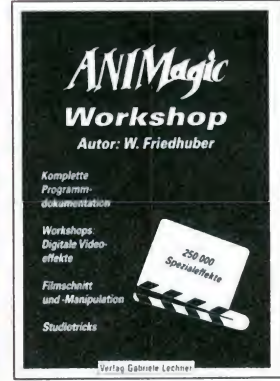 ANIMagic
Workshop
Autor: W. Friedhuber
Komplette
Programm-
dokumentation
Workshops:
Digitale Video-
effekte
Filmschnitt
und -Manipulation
Studiotricks
250 000
Spezialeffekte
Verlag Gabriele Lechner